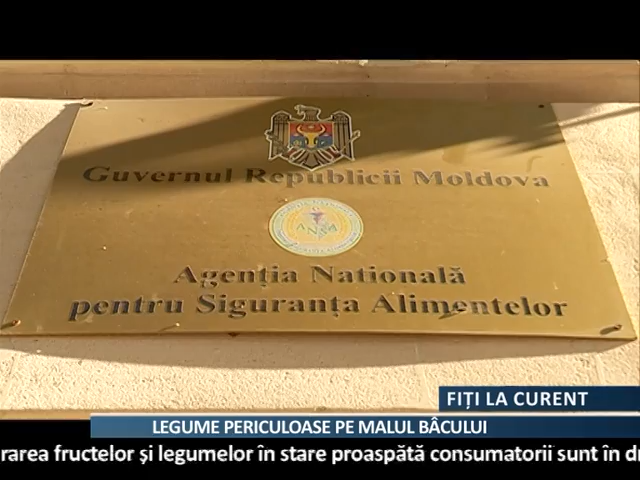 Guvernul Republicii Moldova
ANSA
Agenția Națională
pentru Siguranța Alimentelor
FIȚI LA CURENT
LEGUME PERICULOASE PE MALUL BÂCULUI
rarea fructelor și legumelor în stare proaspătă consumatorii sunt în dr